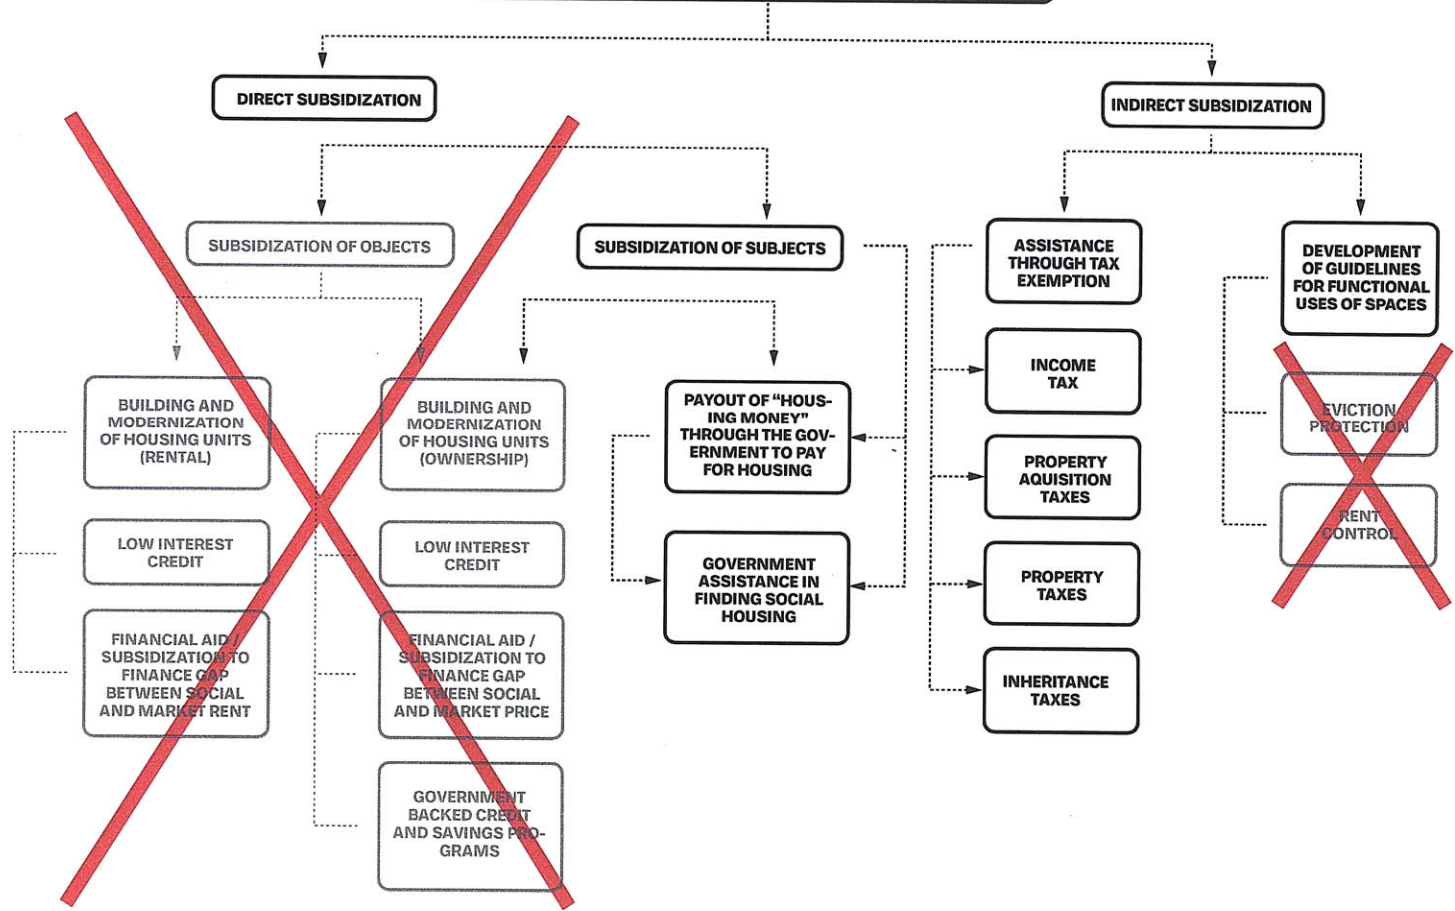 DIRECT SUBSIDIZATION
INDIRECT SUBSIDIZATION
SUBSIDIZATION OF OBJECTS
SUBSIDIZATION OF SUBJECTS
ASSISTANCE
THROUGH TAX
EXEMPTION
DEVELOPMENT
OF GUIDELINES
FOR FUNCTIONAL
USES OF SPACES
BUILDING AND
MODERNIZATION
OF HOUSING UNITS
(RENTAL)
BUILDING AND
MODERNIZATION
OF HOUSING UNITS
(OWNERSHIP)
PAYOUT OF “HOUS-
ING MONEY”
THROUGH THE GOV-
ERNMENT TO PAY
FOR HOUSING
INCOME
TAX
EVICTION
PROTECTION
PROPERTY
AQUISITION
TAXES
RENT
CONTROL
LOW INTEREST
CREDIT
LOW INTEREST
CREDIT
GOVERNMENT
ASSISTANCE IN
FINDING SOCIAL
HOUSING
PROPERTY
TAXES
FINANCIAL AID /
SUBSIDIZATION TO
FINANCE GAP
BETWEEN SOCIAL
AND MARKET RENT
FINANCIAL AID /
SUBSIDIZATION TO
FINANCE GAP
BETWEEN SOCIAL
AND MARKET PRICE
INHERITANCE
TAXES
GOVERNMENT
BACKED CREDIT
AND SAVINGS PRO-
GRAMS